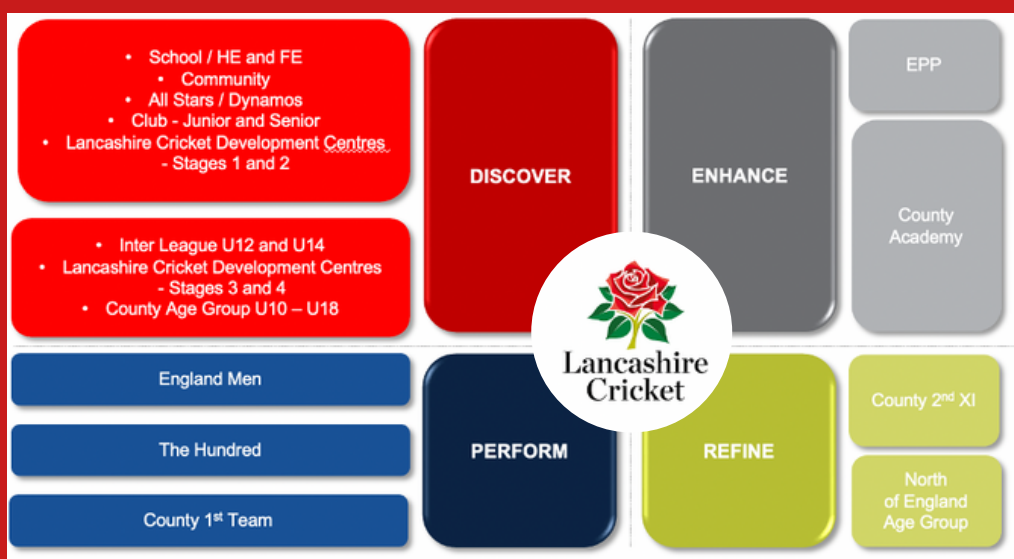 • School / HE and FE
• Community
• All Stars / Dynamos
• Club - Junior and Senior
• Lancashire Cricket Development Centres
- Stages 1 and 2
• Inter League U12 and U14
• Lancashire Cricket Development Centres
- Stages 3 and 4
• County Age Group U10 – U18
DISCOVER
ENHANCE
EPP
County
Academy
Lancashire
Cricket
England Men
The Hundred
County 1st Team
PERFORM
REFINE
County 2nd XI
North
of England
Age Group